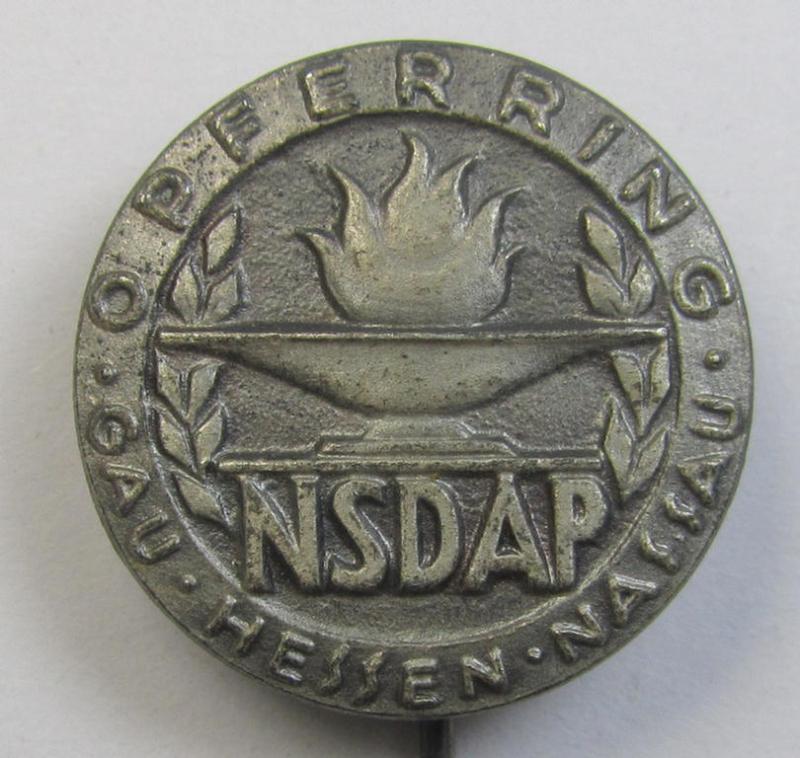 OPFERRING
NSDAP
· GAU · HESSEN · NASSAU ·